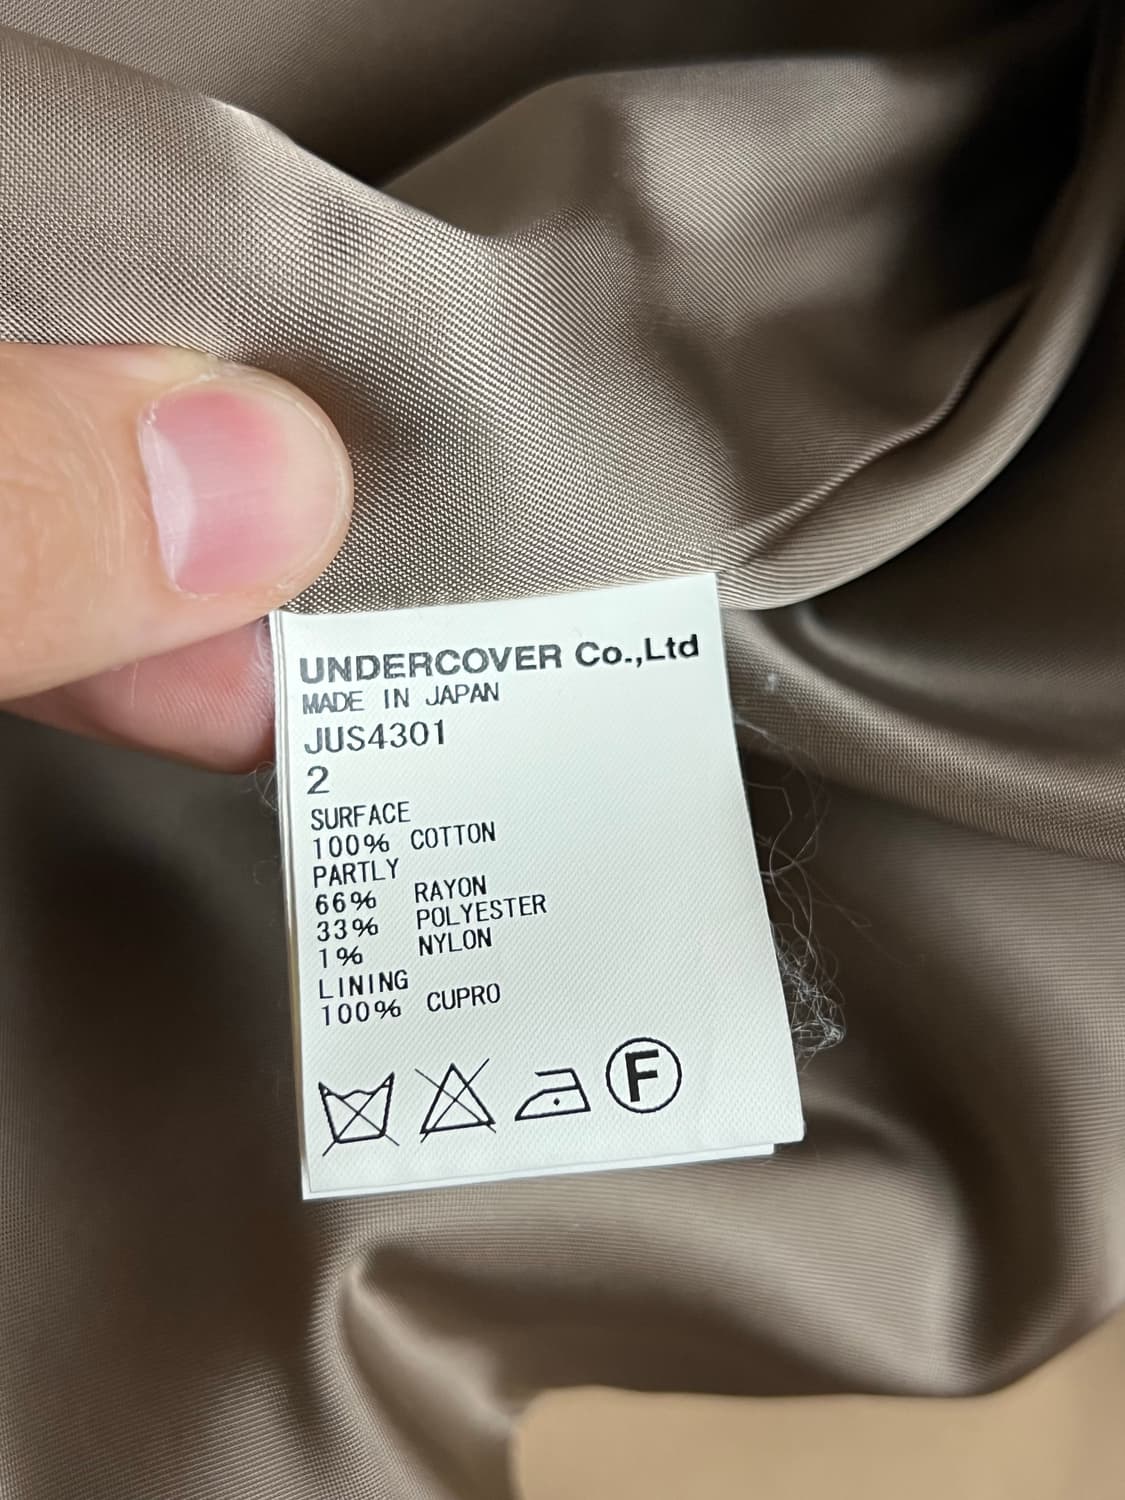 UNDERCOVER Co.,Ltd
MADE IN JAPAN
JUS4301
2
SURFACE
100% COTTON
PARTLY
66% RAYON
33% POLYESTER
1% NYLON
LINING
100% CUPRO
F